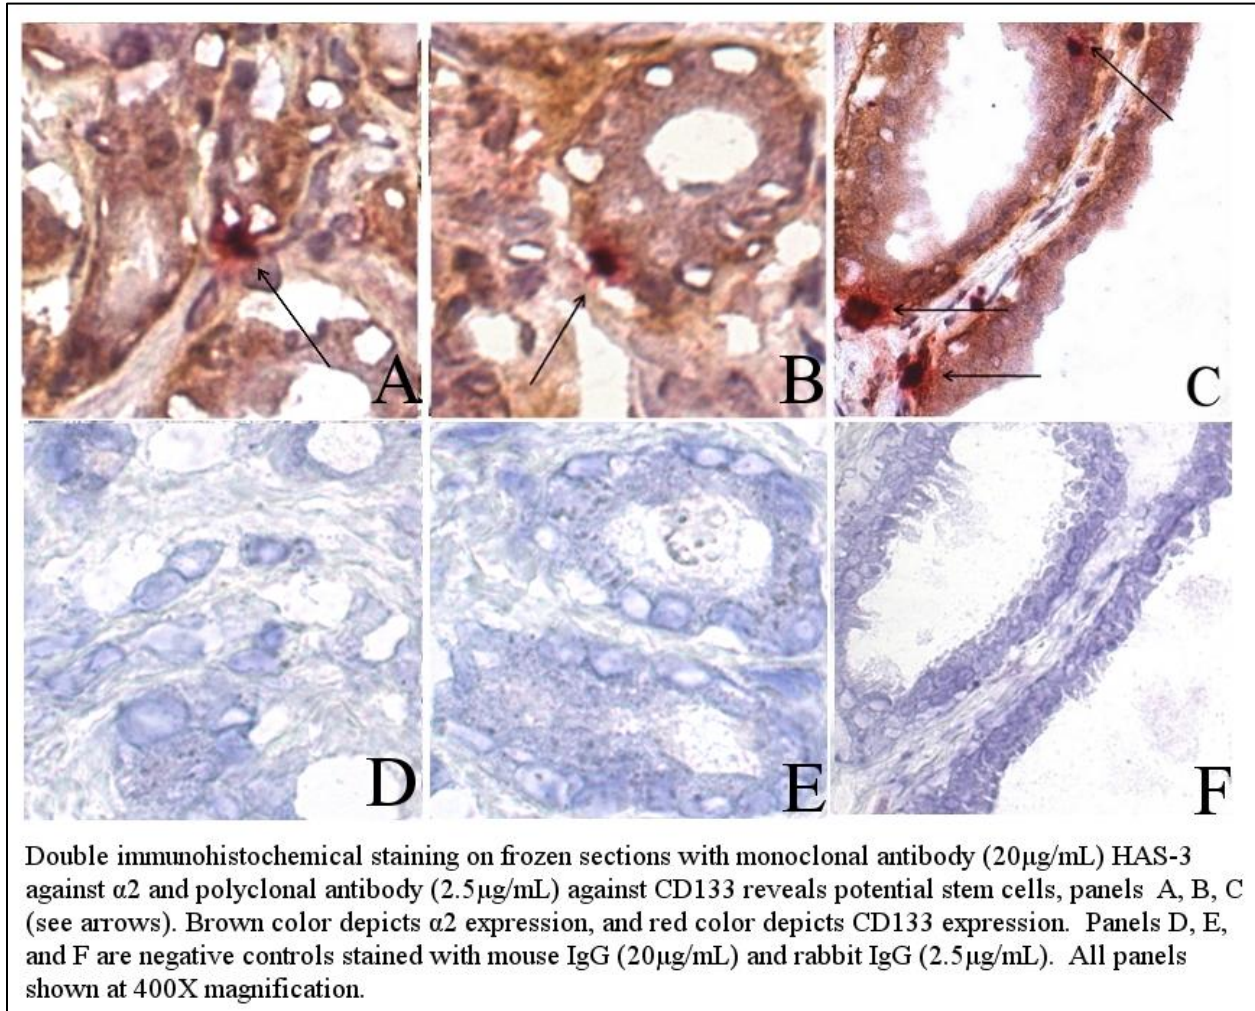 A
B
C
D
E
F
Double immunohistochemical staining on frozen sections with monoclonal antibody (20µg/mL) HAS-3
against α2 and polyclonal antibody (2.5µg/mL) against CD133 reveals potential stem cells, panels A, B, C
(see arrows). Brown color depicts α2 expression, and red color depicts CD133 expression. Panels D, E,
and F are negative controls stained with mouse IgG (20µg/mL) and rabbit IgG (2.5µg/mL). All panels
shown at 400X magnification.